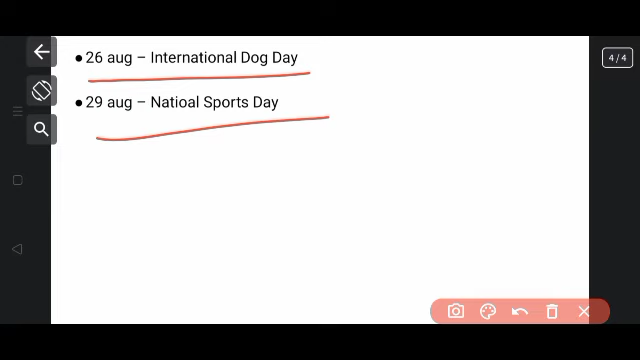 ● 26 aug – International Dog Day
4 / 4
● 29 aug – Natioal Sports Day